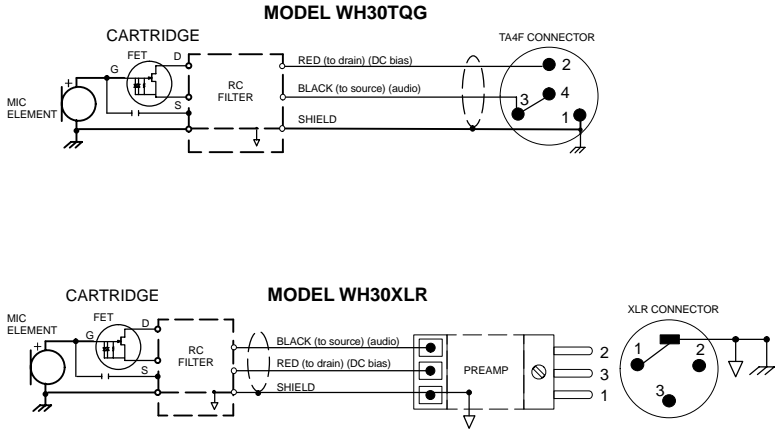 MODEL WH30TQG
CARTRIDGE
TA4F CONNECTOR
FET
D
G
RED (to drain) (DC bias)
2
+
RC
FILTER
BLACK (to source) (audio)
4
3
MIC
ELEMENT
S
SHIELD
1
CARTRIDGE
MODEL WH30XLR
XLR CONNECTOR
MIC
ELEMENT
FET
D
G
BLACK (to source) (audio)
+
RC
FILTER
RED (to drain) (DC bias)
PREAMP
2
3
1
1
2
S
SHIELD
3